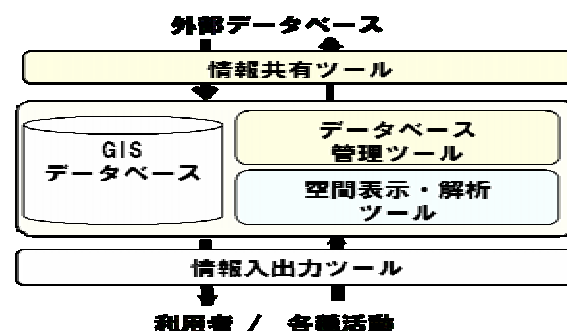 外部データベース
情報共有ツール
GIS
データベース
データベース
管理ツール
空間表示・解析
ツール
情報入出力ツール
利用者 / 各種活動